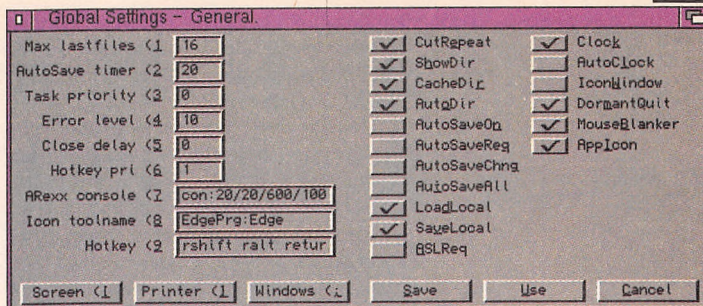 Global Settings - General.
Max lastfiles (1 16
AutoSave timer (2 20
Task priority (3 0
Error level (4 10
Close delay (5 0
Hotkey pri (6 1
ARexx console (7 con:20/20/600/100
Icon toolname (8 EdgePrg:Edge
Hotkey (9 rshift ralt retur
CutRepeat
ShowDir
CacheDir
AutoDir
AutoSaveOn
AutoSaveReq
AutoSaveChng
AutoSaveAll
LoadLocal
SaveLocal
ASLReq
Clock
AutoClock
IconWindow
DormantQuit
MouseBlanker
AppIcon
Screen (I Printer (I Windows (I Save Use Cancel